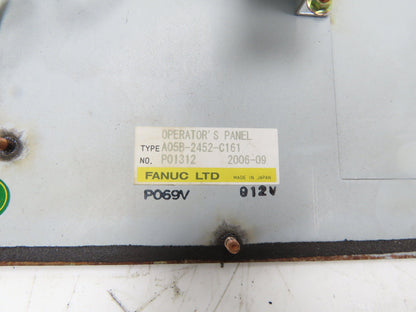 OPERATOR'S PANEL
TYPE A05B-2452-C161
NO. P01312 2006-09
FANUC LTD MADE IN JAPAN
P069V 912V